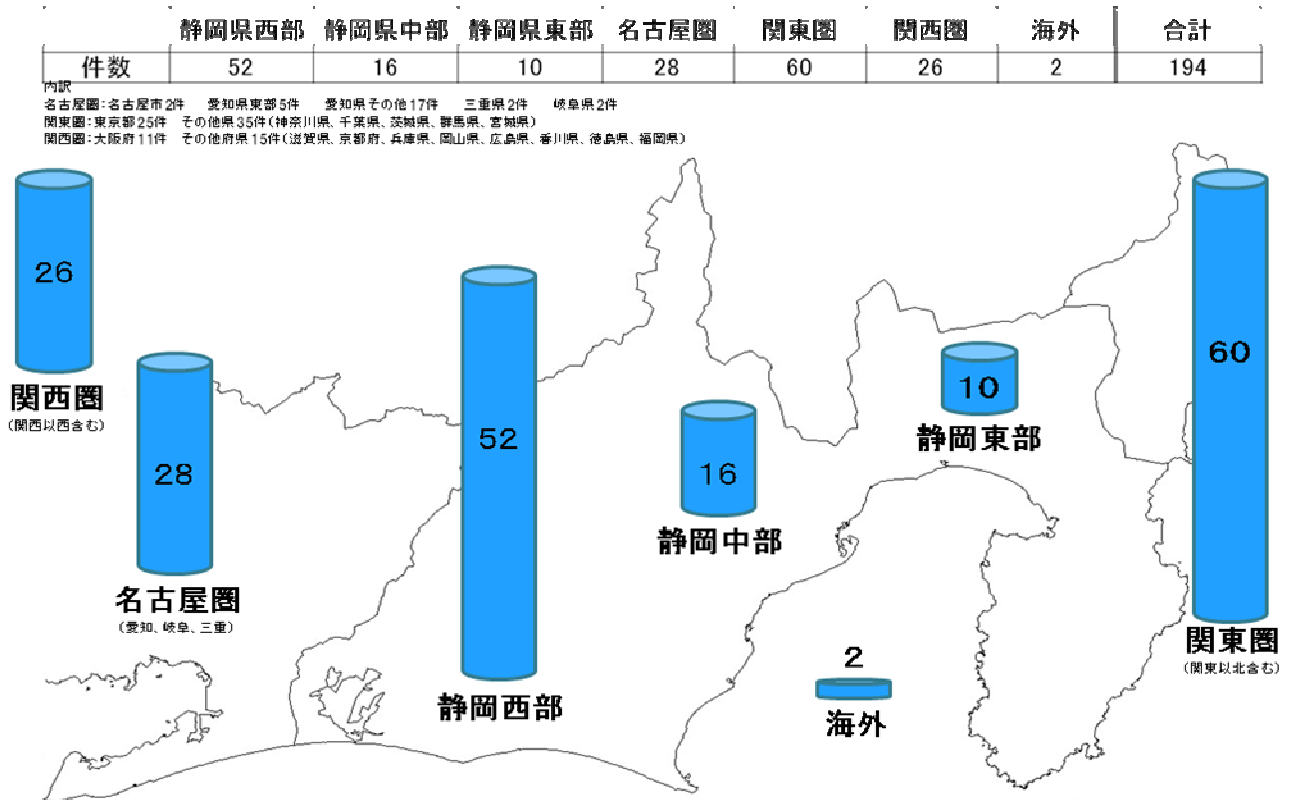 静岡県西部 静岡県中部 静岡県東部 名古屋圏 関東圏 関西圏 海外 合計
件数 52 16 10 28 60 26 2 194
内訳
名古屋圏:名古屋市2件 愛知県東部5件 愛知県その他17件 三重県2件 岐阜県2件
関東圏:東京都25件 その他県35件(神奈川県、千葉県、茨城県、群馬県、宮城県)
関西圏:大阪府11件 その他府県15件(滋賀県、京都府、兵庫県、岡山県、広島県、香川県、徳島県、福岡県)
26
関西圏
(関西以西含む)
28
名古屋圏
(愛知、岐阜、三重)
52
静岡西部
16
静岡中部
10
静岡東部
2
海外
60
関東圏
(関東以北含む)